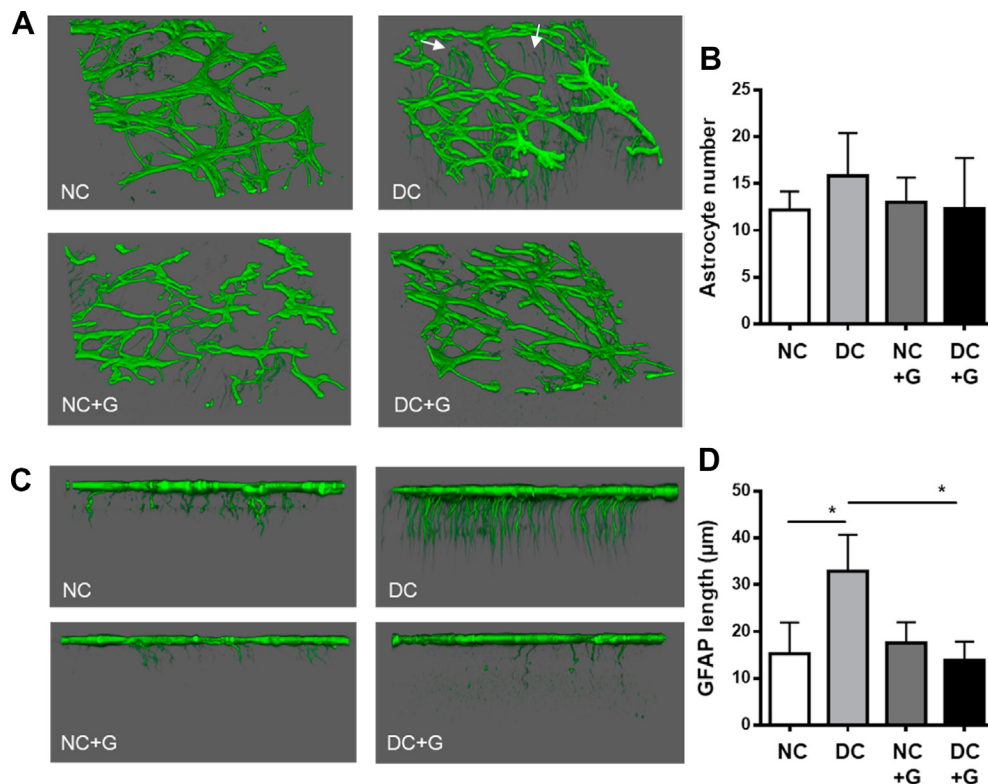 A
NC
DC
NC+G
DC+G
B
Astrocyte number
25
20
15
10
5
0
NC
DC
NC
+G
DC
+G
C
NC
DC
NC+G
DC+G
D
GFAP length (µm)
50
40
30
20
10
0
*
*
NC
DC
NC
+G
DC
+G